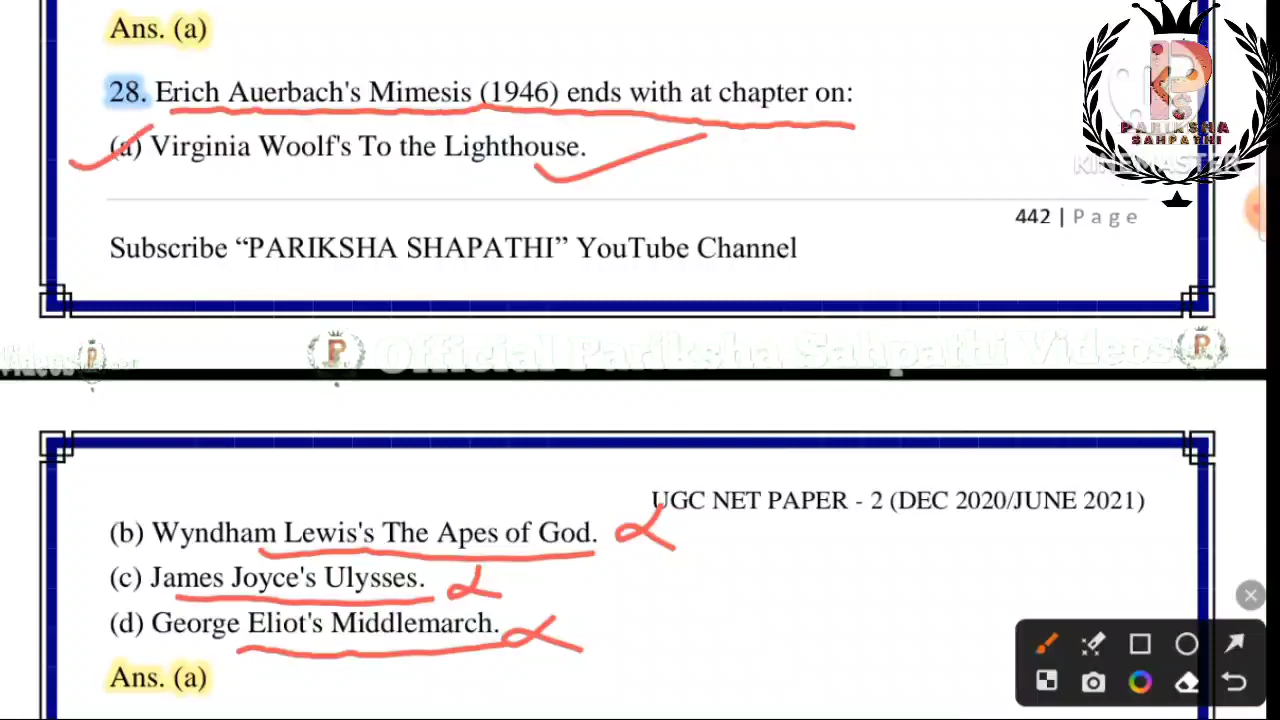 Ans. (a)
28. Erich Auerbach's Mimesis (1946) ends with at chapter on:
(a) Virginia Woolf's To the Lighthouse.
PARIKSHA
SAHPATHI
KINEMASTER
442 | Page
Subscribe “PARIKSHA SHAPATHI” YouTube Channel
Official Pariksha Sahpathi Videos
UGC NET PAPER - 2 (DEC 2020/JUNE 2021)
(b) Wyndham Lewis's The Apes of God.
(c) James Joyce's Ulysses.
(d) George Eliot's Middlemarch.
Ans. (a)